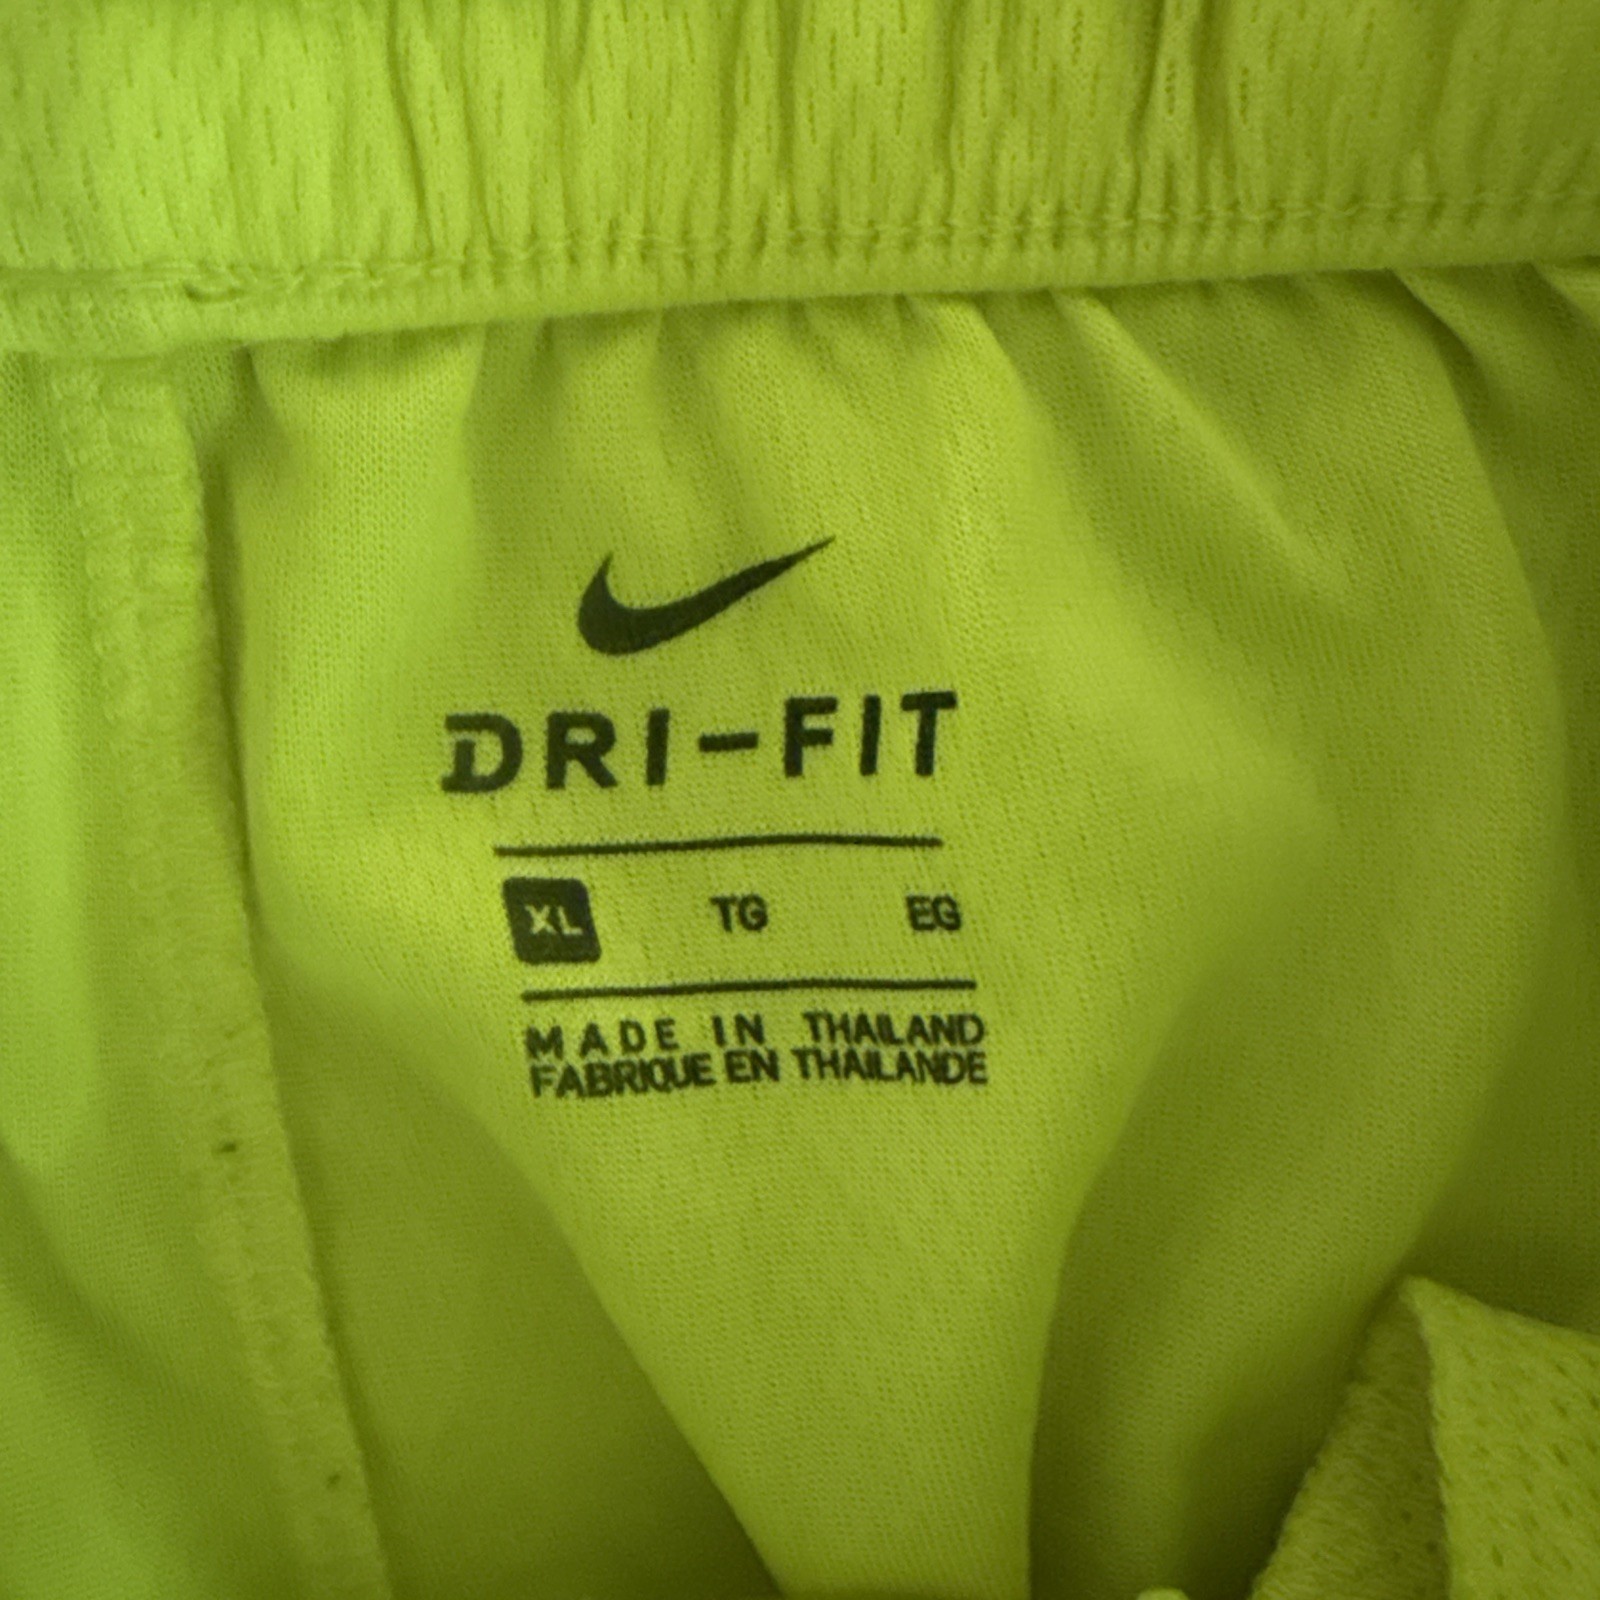 DRI-FIT
XL TG EG
MADE IN THAILAND
FABRIQUE EN THAILANDE